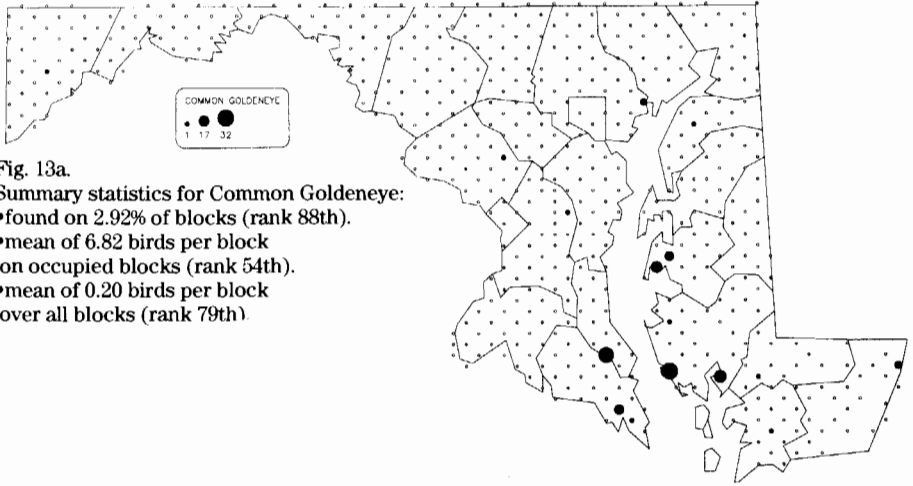 COMMON GOLDENEYE
1 17 32
Fig. 13a.
Summary statistics for Common Goldeneye:
•found on 2.92% of blocks (rank 88th).
•mean of 6.82 birds per block
on occupied blocks (rank 54th).
•mean of 0.20 birds per block
over all blocks (rank 79th)